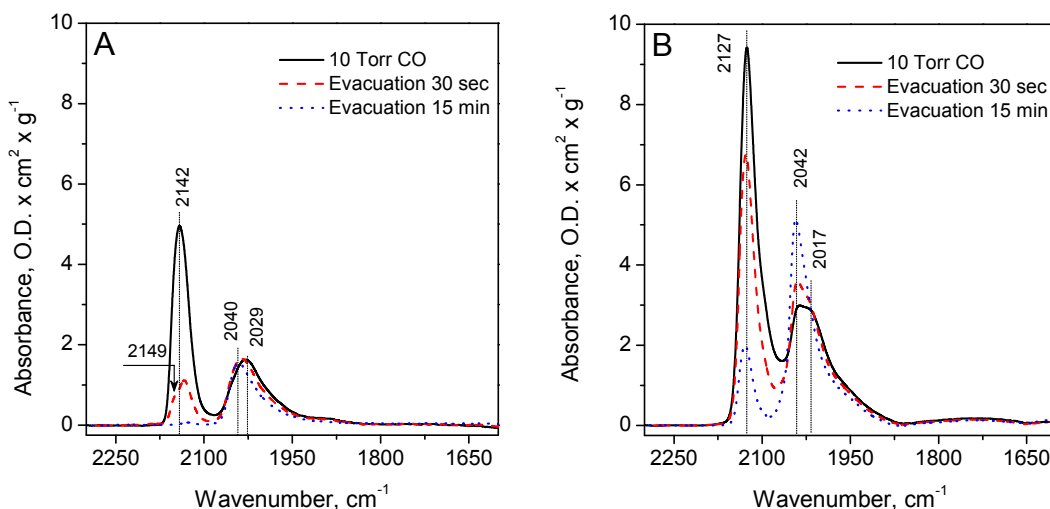 A
10 Torr CO
Evacuation 30 sec
Evacuation 15 min
2142
2149
2040
2029
10
8
6
4
2
0
2250
2100
1950
1800
1650
Absorbance, O.D. x cm² x g⁻¹
Wavenumber, cm⁻¹
B
10 Torr CO
Evacuation 30 sec
Evacuation 15 min
2127
2042
2017
10
8
6
4
2
0
2250
2100
1950
1800
1650
Absorbance, O.D. x cm² x g⁻¹
Wavenumber, cm⁻¹